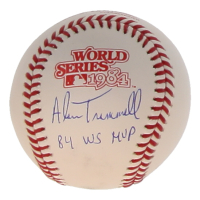 WORLD
SERIES
1984
Alan Trammell
84 WS MVP